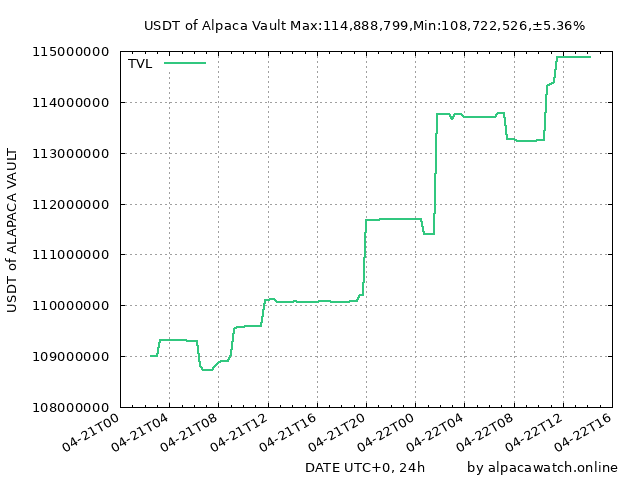 USDT of Alpaca Vault Max:114,888,799,Min:108,722,526,±5.36%
TVL
115000000
114000000
113000000
112000000
111000000
110000000
109000000
108000000
USDT of ALAPACA VAULT
04-21T00
04-21T04
04-21T08
04-21T12
04-21T16
04-21T20
04-22T00
04-22T04
04-22T08
04-22T12
04-22T16
DATE UTC+0, 24h
by alpacawatch.online